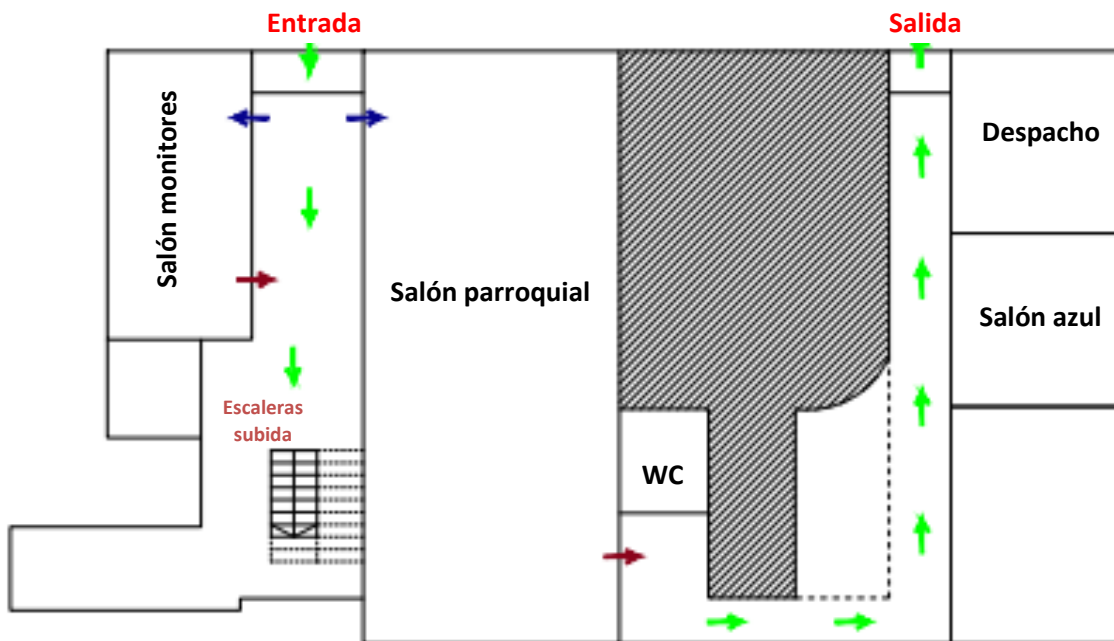 Entrada
Salida
Salón monitores
Despacho
Salón parroquial
Salón azul
Escaleras
subida
WC